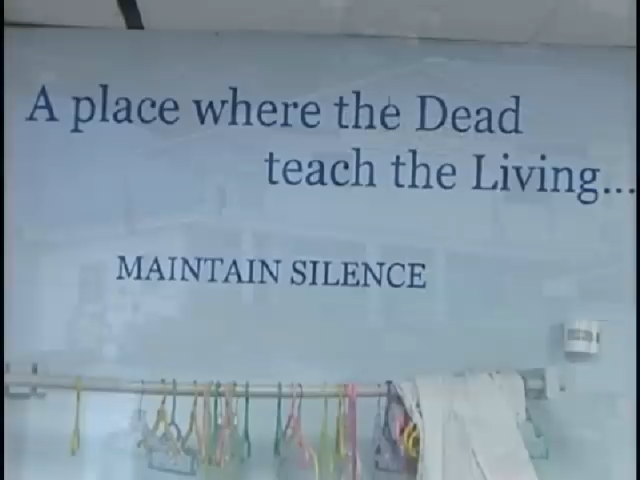 A place where the Dead
teach the Living...
MAINTAIN SILENCE